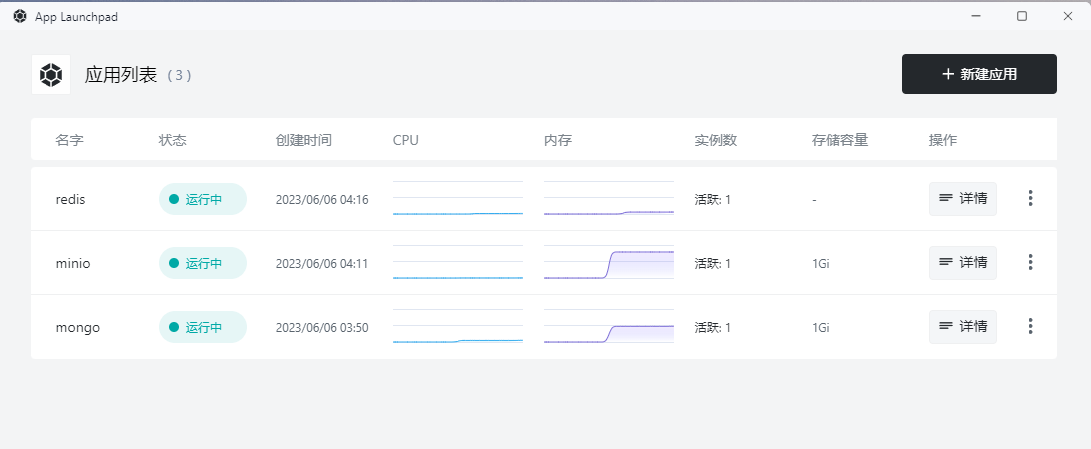 App Launchpad
应用列表 ( 3 )
新建应用
名字 状态 创建时间 CPU 内存 实例数 存储容量 操作
redis 运行中 2023/06/06 04:16 活跃: 1 - 详情
minio 运行中 2023/06/06 04:11 活跃: 1 1Gi 详情
mongo 运行中 2023/06/06 03:50 活跃: 1 1Gi 详情